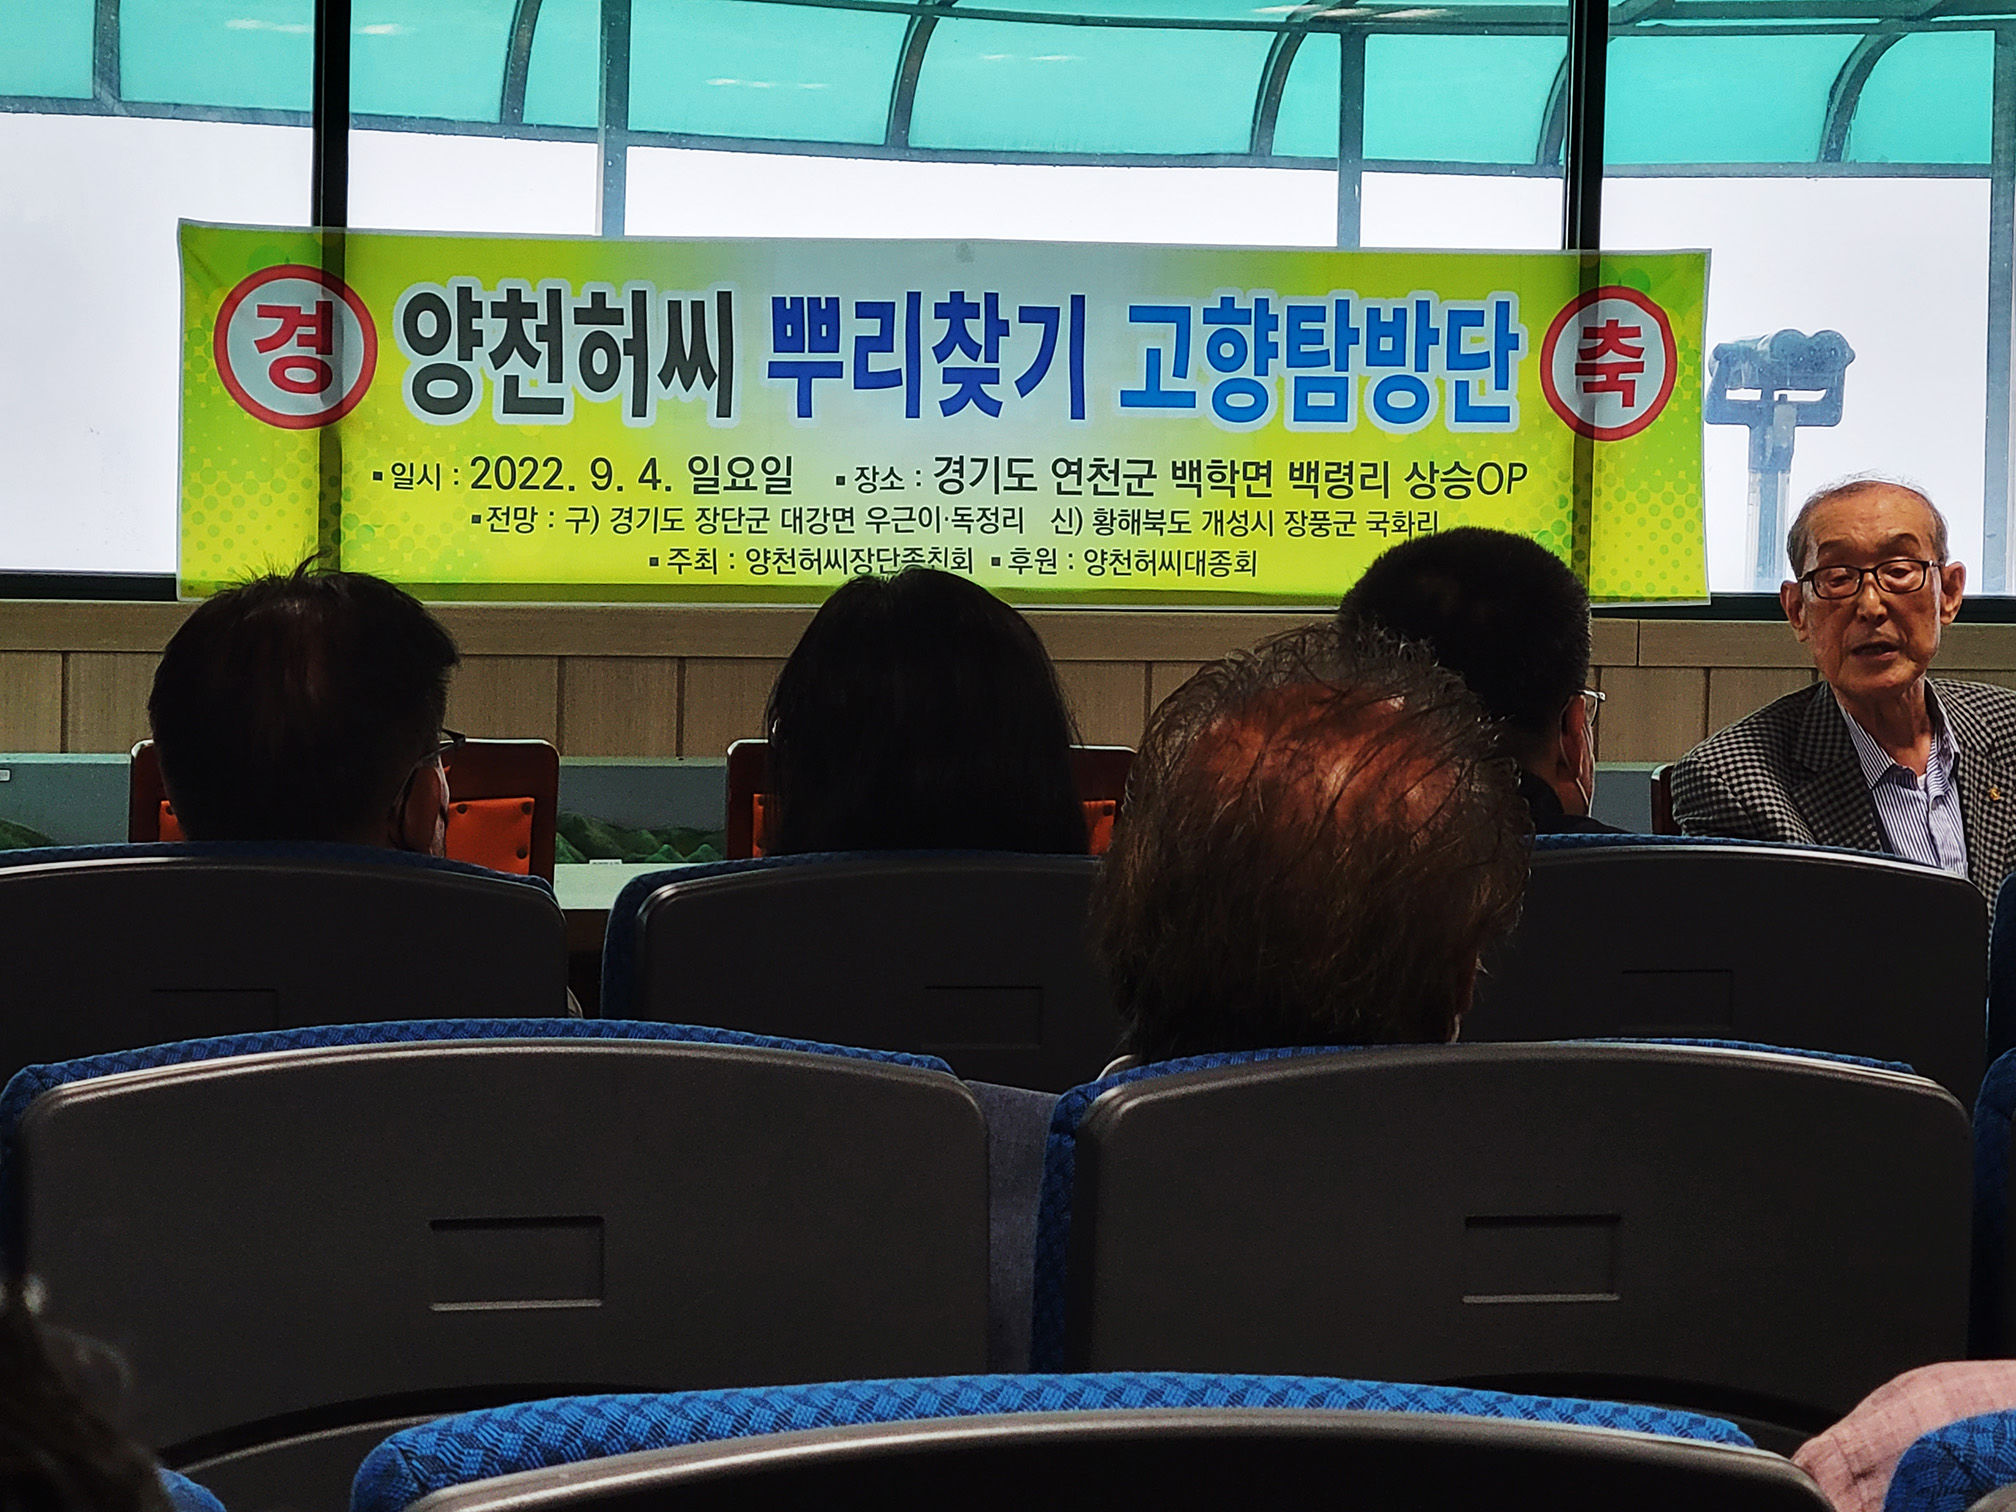 경 양천허씨 뿌리찾기 고향탐방단 축
▪일시 : 2022. 9. 4. 일요일 ▪장소 : 경기도 연천군 백학면 백령리 상승OP
▪전망 : 구) 경기도 장단군 대강면 우근이·독정리 신) 황해북도 개성시 장풍군 국화리
▪주최 : 양천허씨장단종친회 ▪후원 : 양천허씨대종회